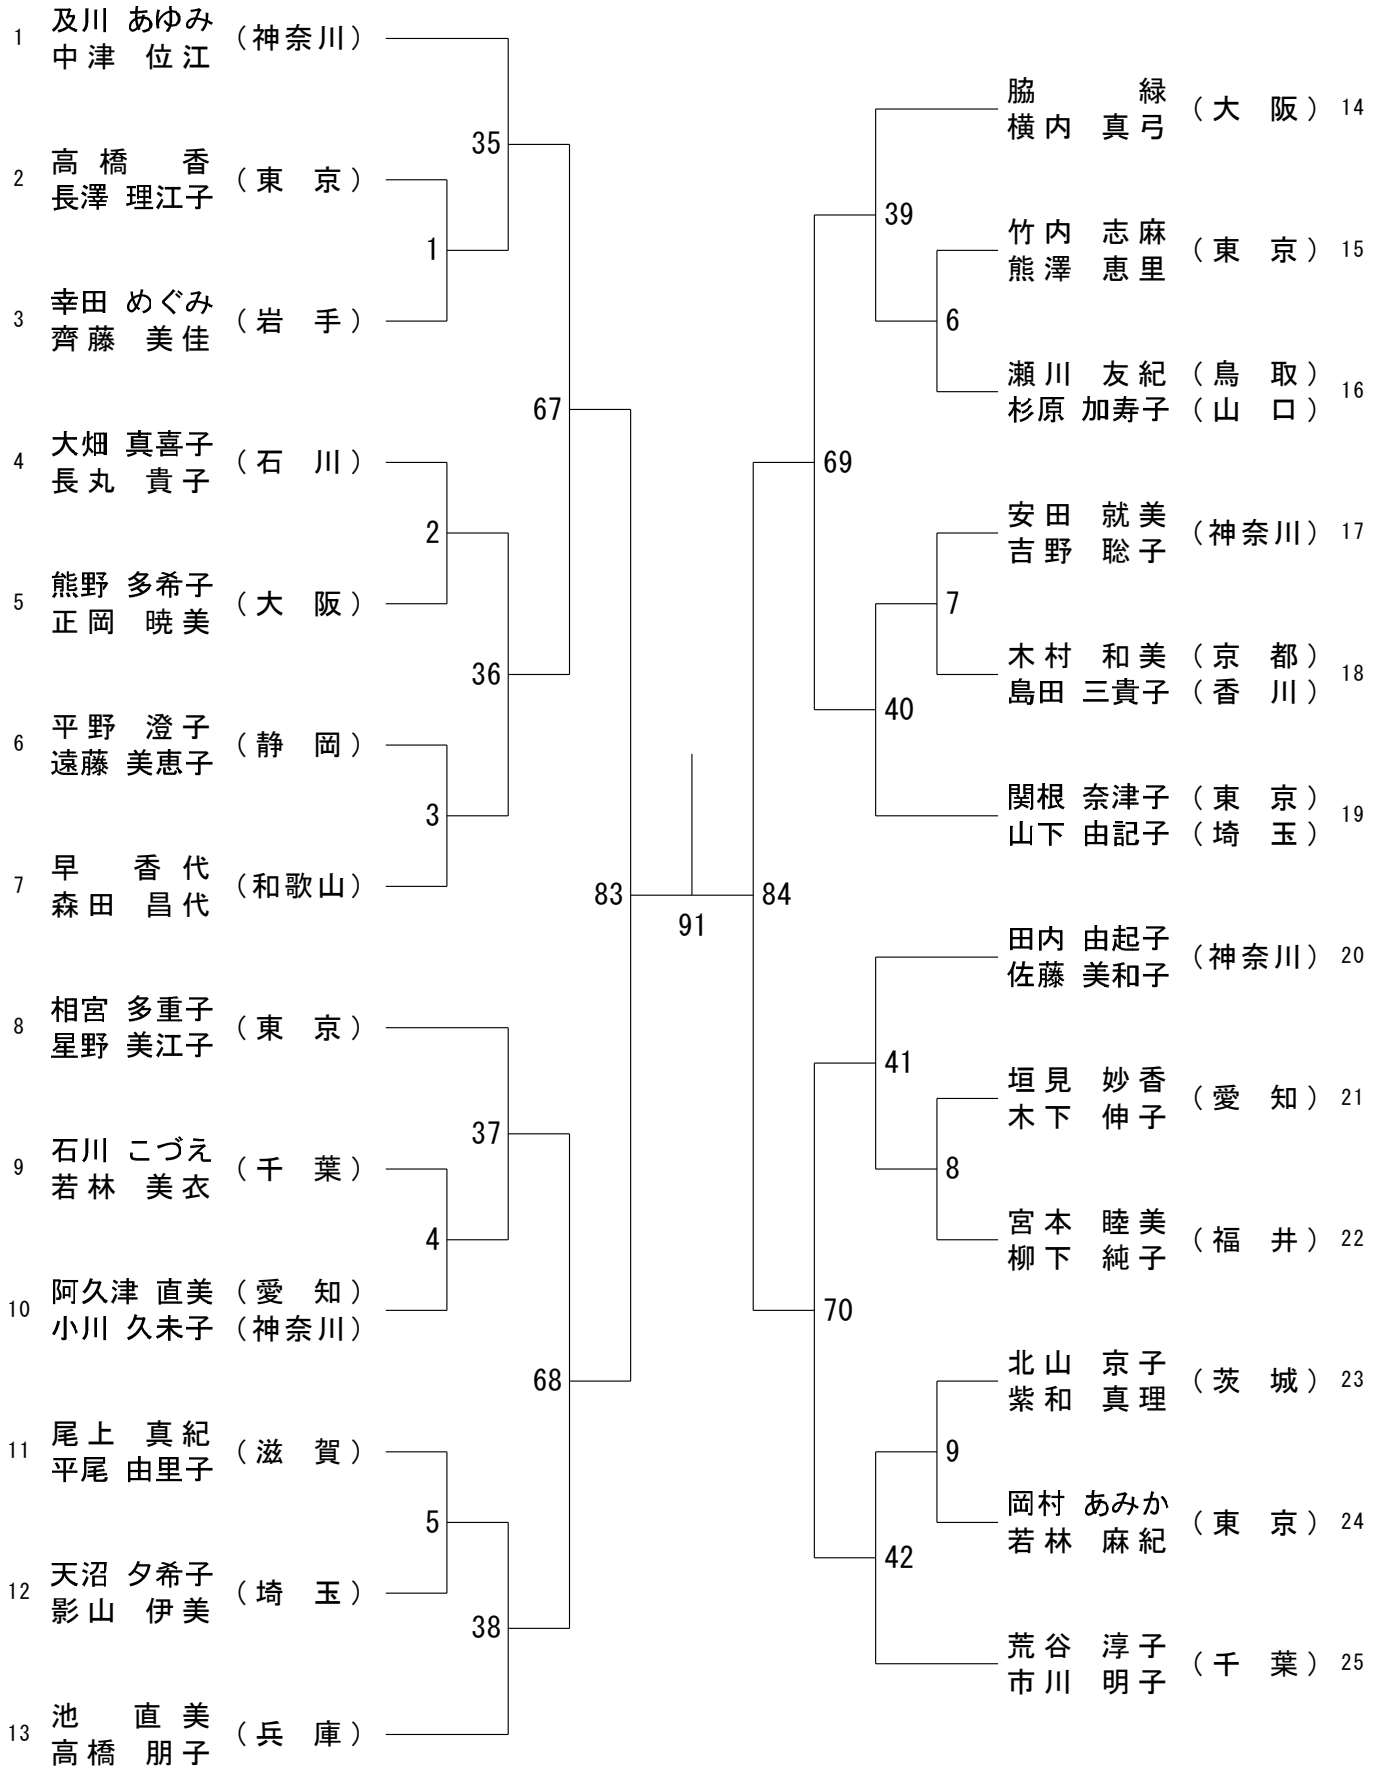 1 及川 あゆみ (神奈川)
中津 位江
2 高橋 香 (東京)
長澤 理江子
3 幸田 めぐみ (岩手)
齊藤 美佳
4 大畑 真喜子 (石川)
長丸 貴子
5 熊野 多希子 (大阪)
正岡 暁美
6 平野 澄子 (静岡)
遠藤 美恵子
7 早 香代 (和歌山)
森田 昌代
8 相宮 多重子 (東京)
星野 美江子
9 石川 こづえ (千葉)
若林 美衣
10 阿久津 直美 (愛知)
小川 久未子 (神奈川)
11 尾上 真紀 (滋賀)
平尾 由里子
12 天沼 夕希子 (埼玉)
影山 伊美
13 池 直美 (兵庫)
高橋 朋子
35
1
67
2
36
3
83
37
4
68
5
38
91
84
39
6
69
7
40
41
8
70
9
42
脇 緑 (大阪) 14
横内 真弓
竹内 志麻 (東京) 15
熊澤 恵里
瀬川 友紀 (鳥取) 16
杉原 加寿子 (山口)
安田 就美 (神奈川) 17
吉野 聡子
木村 和美 (京都) 18
島田 三貴子 (香川)
関根 奈津子 (東京) 19
山下 由記子 (埼玉)
田内 由起子 (神奈川) 20
佐藤 美和子
垣見 妙香 (愛知) 21
木下 伸子
宮本 睦美 (福井) 22
柳下 純子
北山 京子 (茨城) 23
紫和 真理
岡村 あみか (東京) 24
若林 麻紀
荒谷 淳子 (千葉) 25
市川 明子